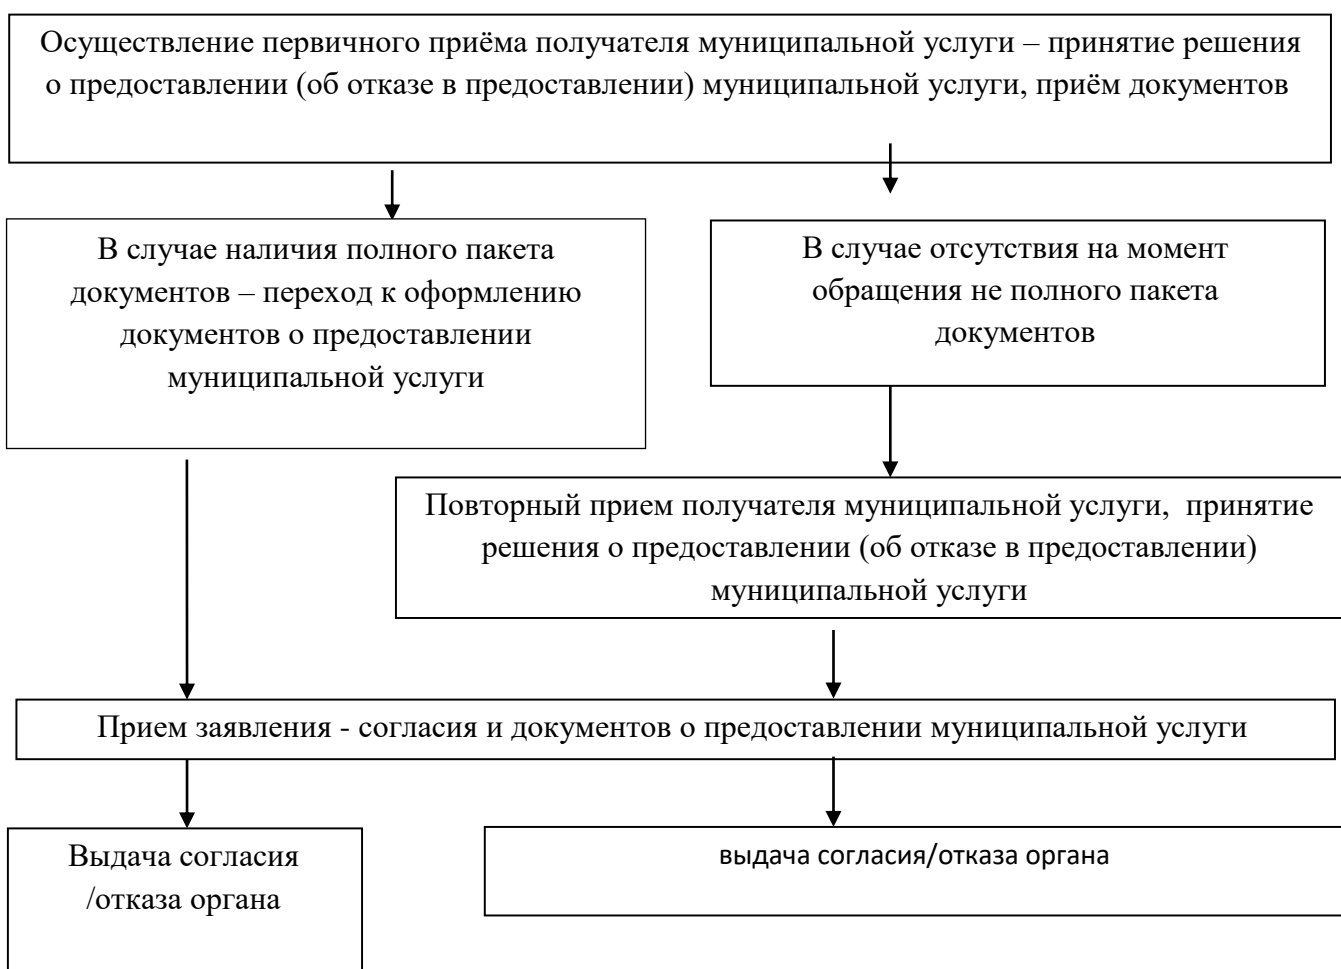 Осуществление первичного приёма получателя муниципальной услуги – принятие решения
о предоставлении (об отказе в предоставлении) муниципальной услуги, приём документов
В случае наличия полного пакета
документов – переход к оформлению
документов о предоставлении
муниципальной услуги
В случае отсутствия на момент
обращения не полного пакета
документов
Повторный прием получателя муниципальной услуги,  принятие
решения о предоставлении (об отказе в предоставлении)
муниципальной услуги
Прием заявления - согласия и документов о предоставлении муниципальной услуги
Выдача согласия
/отказа органа
выдача согласия/отказа органа